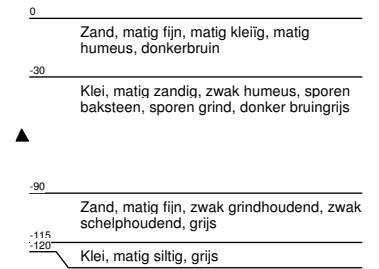 0
Zand, matig fijn, matig kleiïg, matig
humeus, donkerbruin
-30
Klei, matig zandig, zwak humeus, sporen
baksteen, sporen grind, donker bruingrijs
-90
Zand, matig fijn, zwak grindhoudend, zwak
schelphoudend, grijs
-115
-120
Klei, matig siltig, grijs